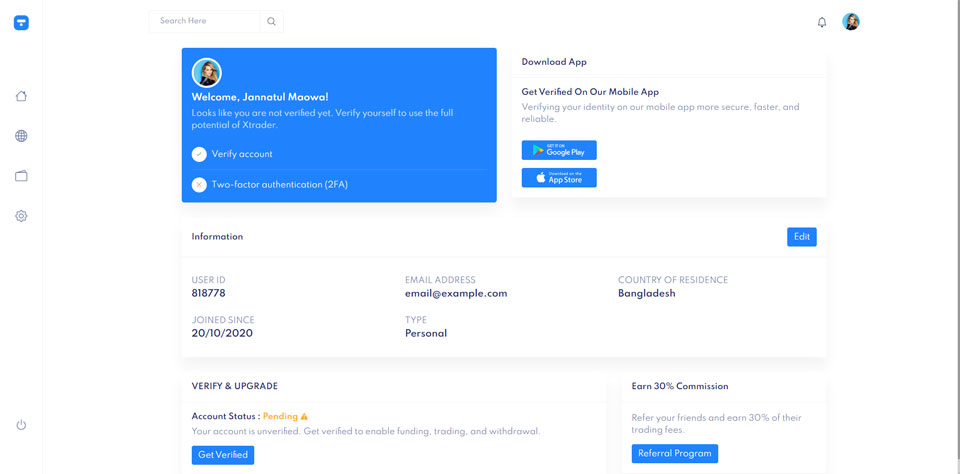 Search Here
Welcome, Jannatul Maowa!
Looks like you are not verified yet. Verify yourself to use the full
potential of Xtrader.
Verify account
Two-factor authentication (2FA)
Download App
Get Verified On Our Mobile App
Verifying your identity on our mobile app more secure, faster, and
reliable.
GET IT ON
Google Play
Download on the
App Store
Information
Edit
USER ID
818778
EMAIL ADDRESS
email@example.com
COUNTRY OF RESIDENCE
Bangladesh
JOINED SINCE
20/10/2020
TYPE
Personal
VERIFY & UPGRADE
Account Status : Pending
Your account is unverified. Get verified to enable funding, trading, and withdrawal.
Get Verified
Earn 30% Commission
Refer your friends and earn 30% of their
trading fees.
Referral Program